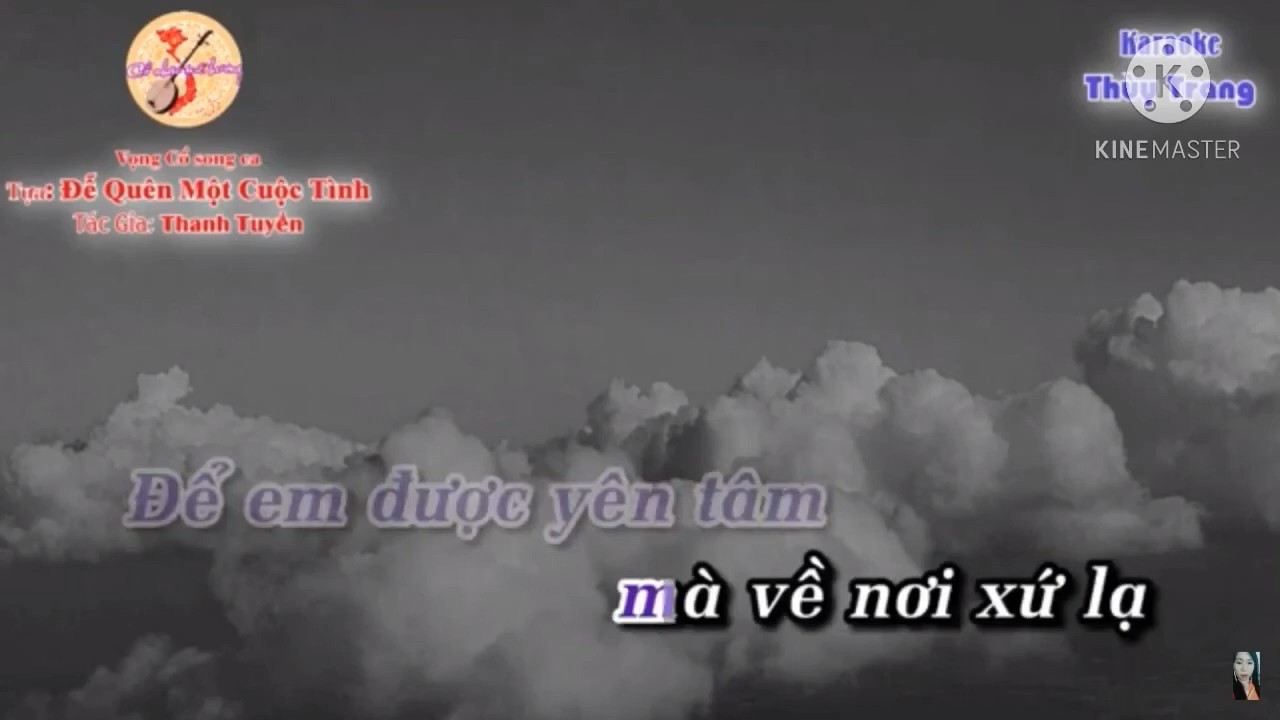 Karaoke
Thùy Trang
KINEMASTER
Vọng Cổ song ca
Tựa: Để Quên Một Cuộc Tình
Tác Gỉa: Thanh Tuyền
Để em được yên tâm
mà về nơi xứ lạ